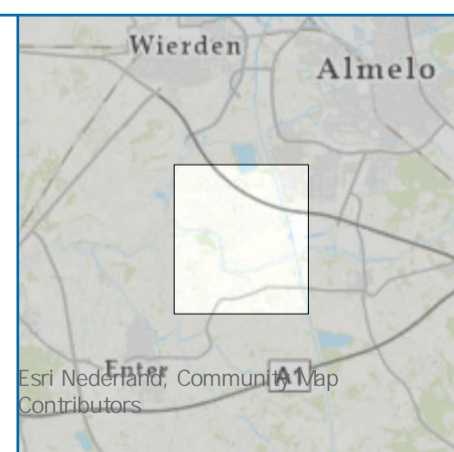 Wierden
Almelo
Enter
A1
Esri Nederland, Community Map
Contributors